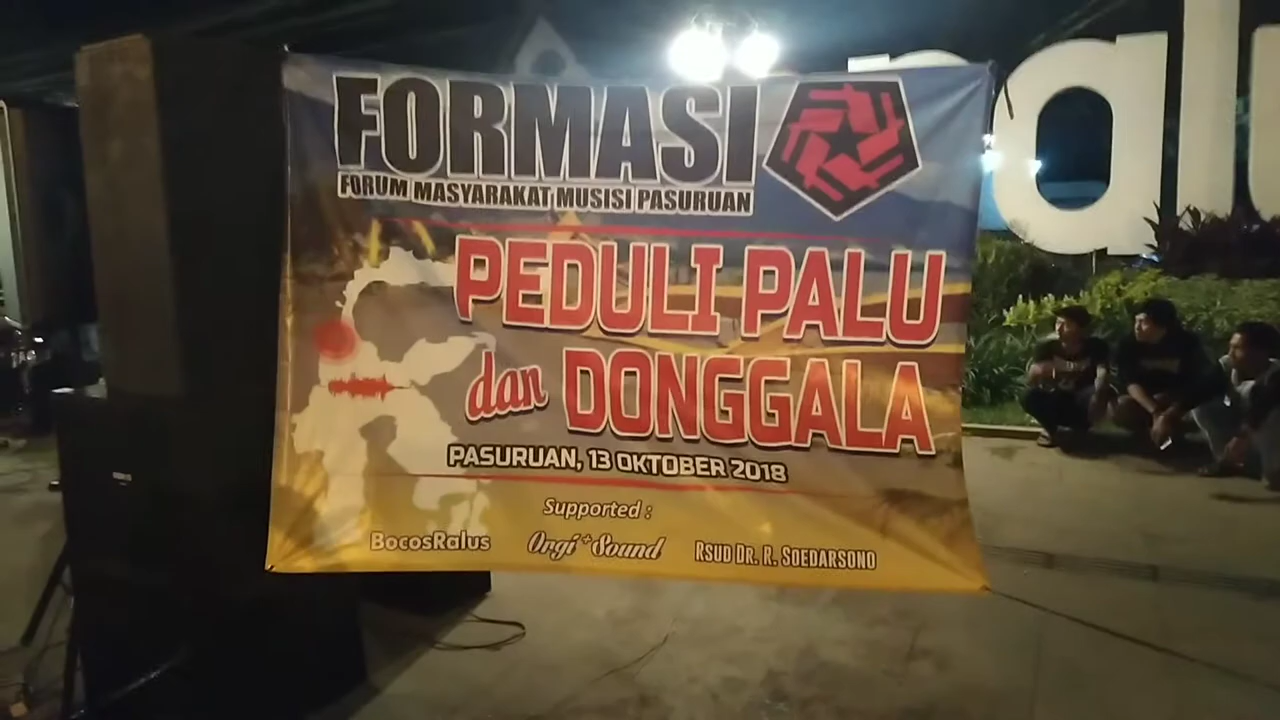 FORMASI
FORUM MASYARAKAT MUSISI PASURUAN
PEDULI PALU
dan DONGGALA
PASURUAN, 13 OKTOBER 2018
Supported :
BocosRalus
Orgi+Sound
RSUD DR. R. SOEDARSONO